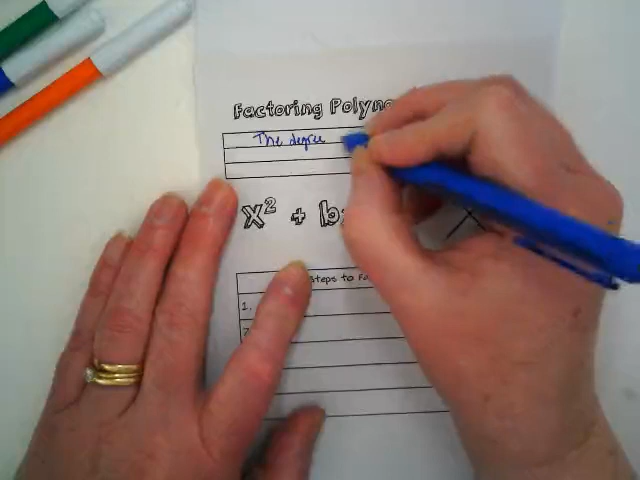 Factoring Polyno
The degree
x² + b
steps to Fa
1.
2